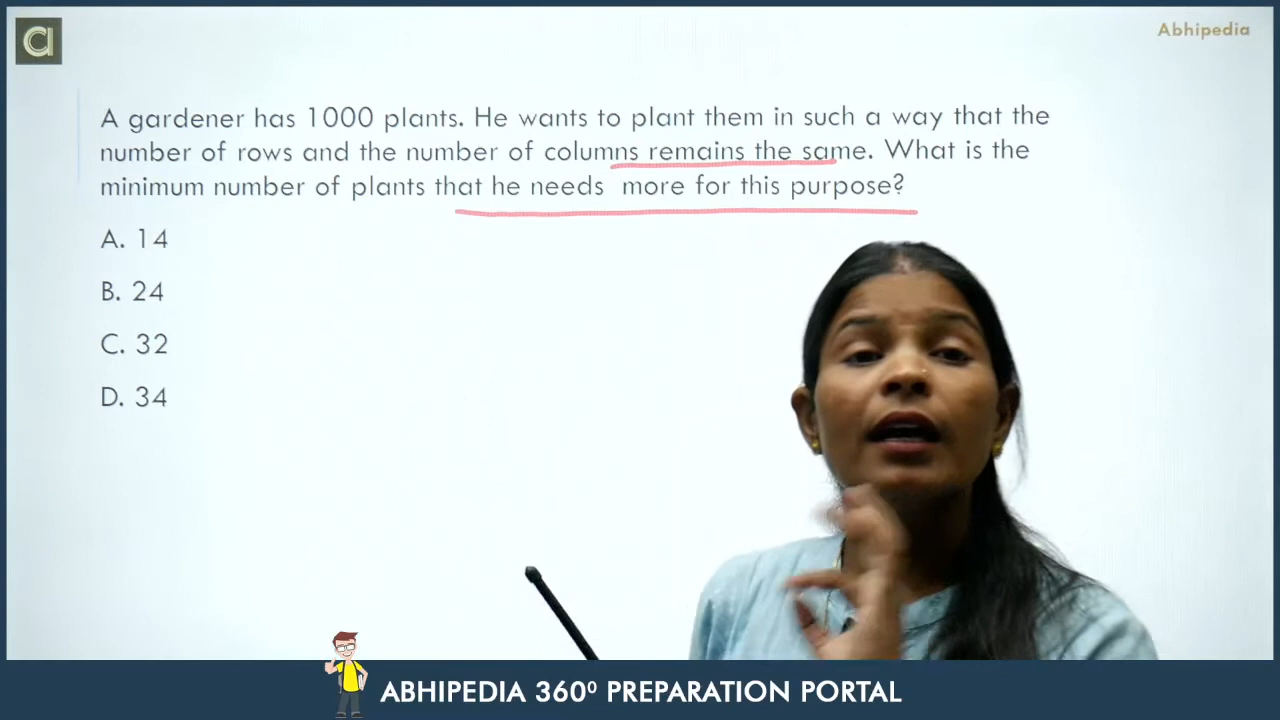 Abhipedia
A gardener has 1000 plants. He wants to plant them in such a way that the
number of rows and the number of columns remains the same. What is the
minimum number of plants that he needs more for this purpose?
A. 14
B. 24
C. 32
D. 34
ABHIPEDIA 360⁰ PREPARATION PORTAL